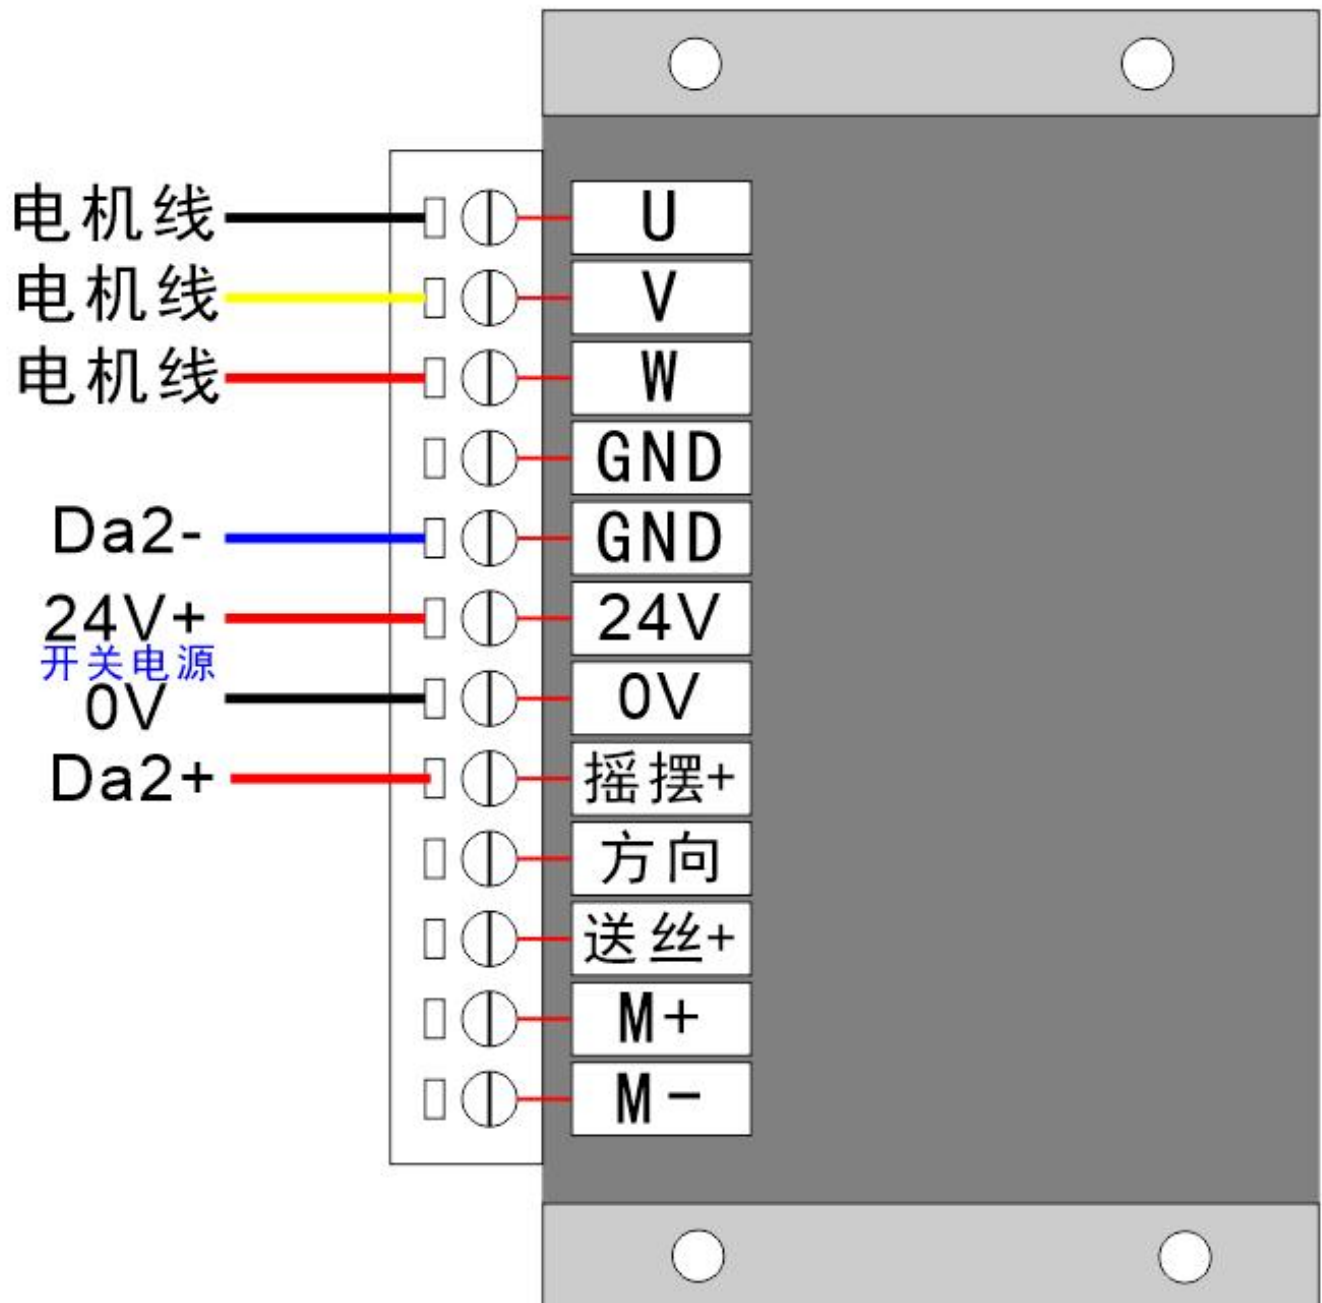 电机线 U
电机线 V
电机线 W
GND
Da2- GND
24V+ 24V
开关电源
0V 0V
Da2+ 摇摆+
方向
送丝+
M+
M-